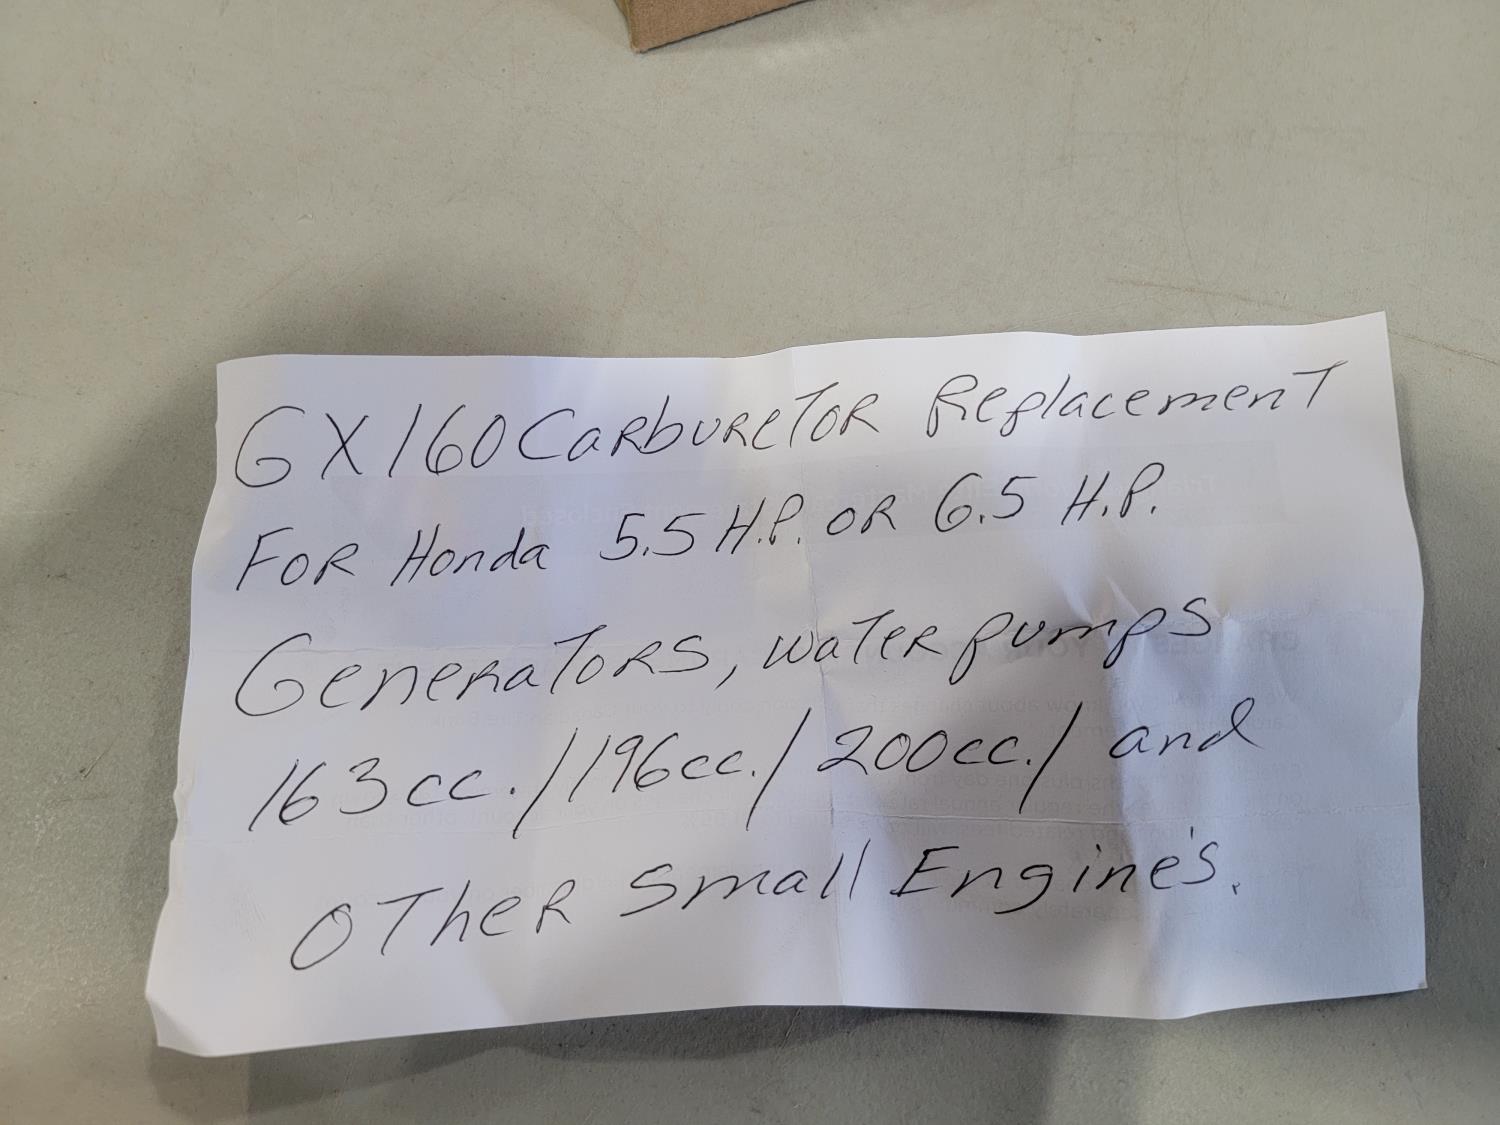 GX160 Carburetor Replacement
For Honda 5.5 H.P. or 6.5 H.P.
Generators, water pumps
163cc./196cc./200cc./ and
other small Engine's.